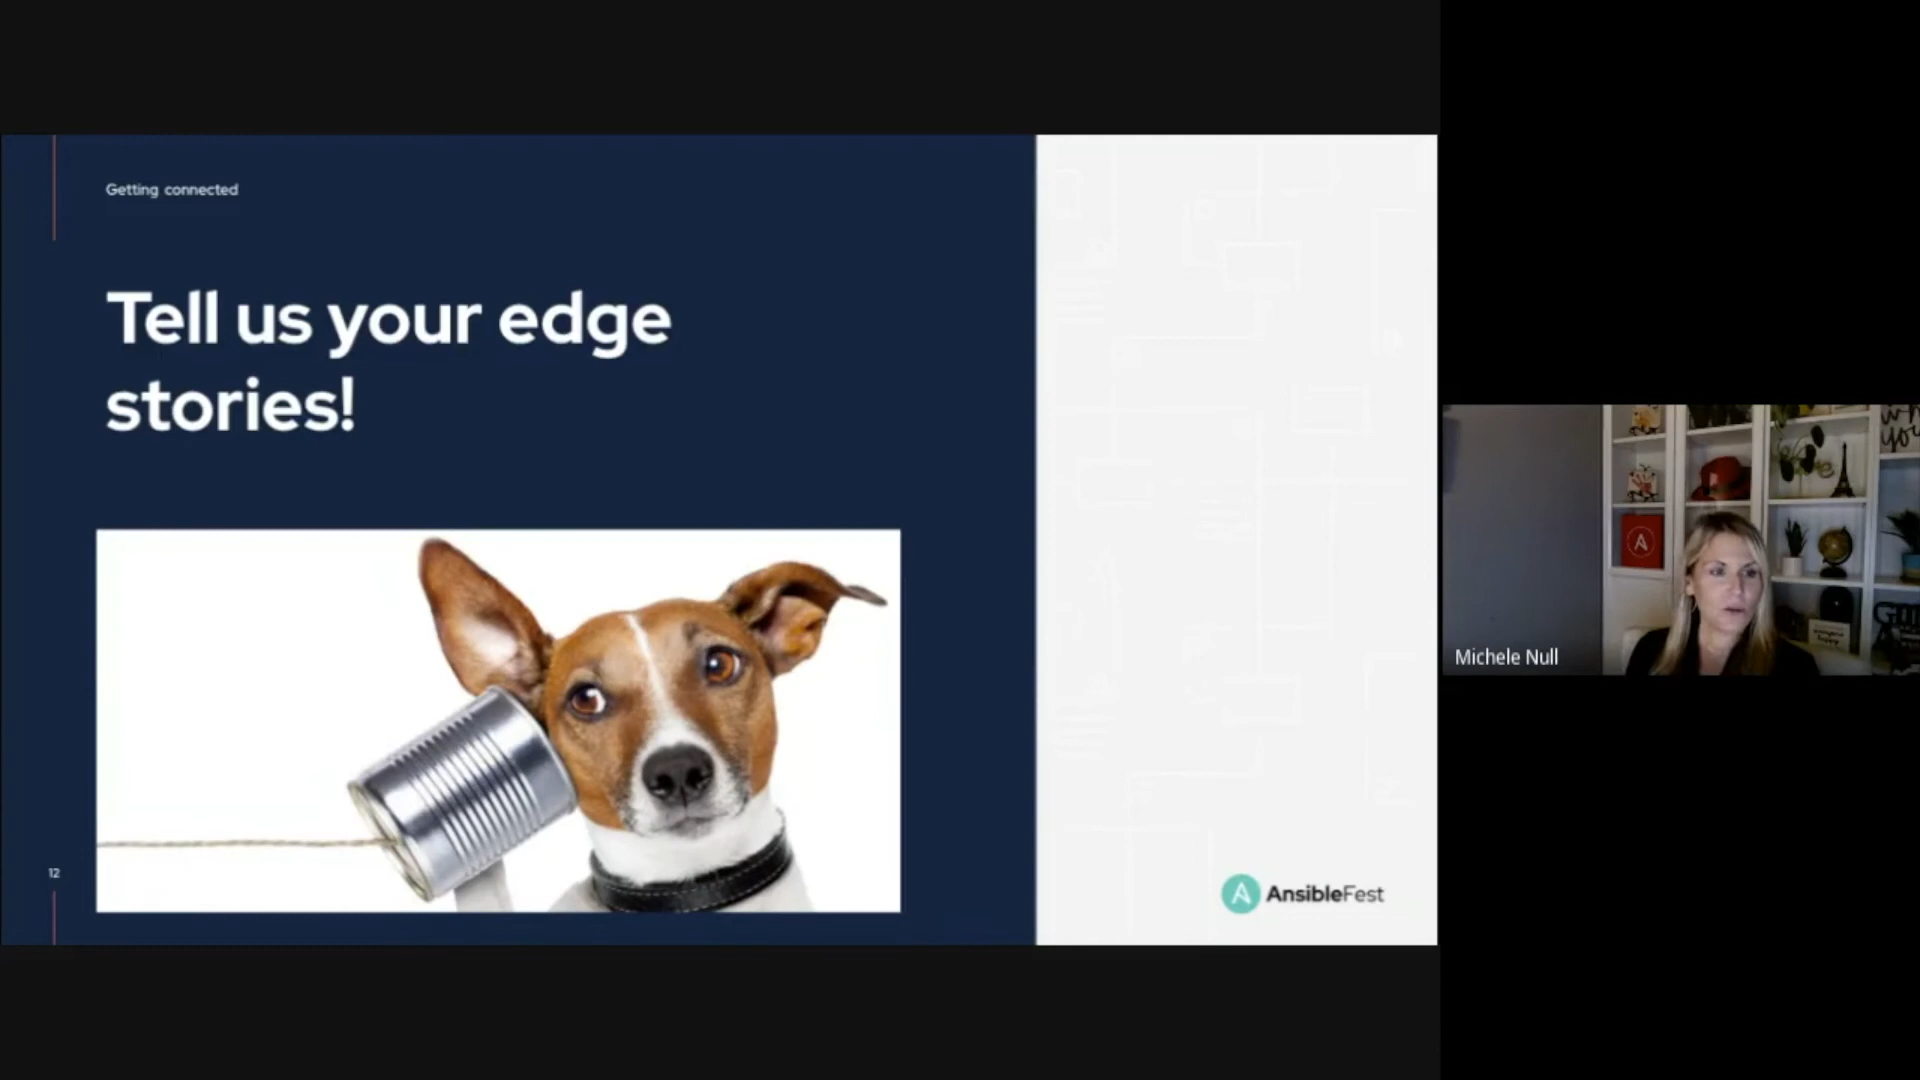 Getting connected
Tell us your edge
stories!
12
AnsibleFest
Michele Null